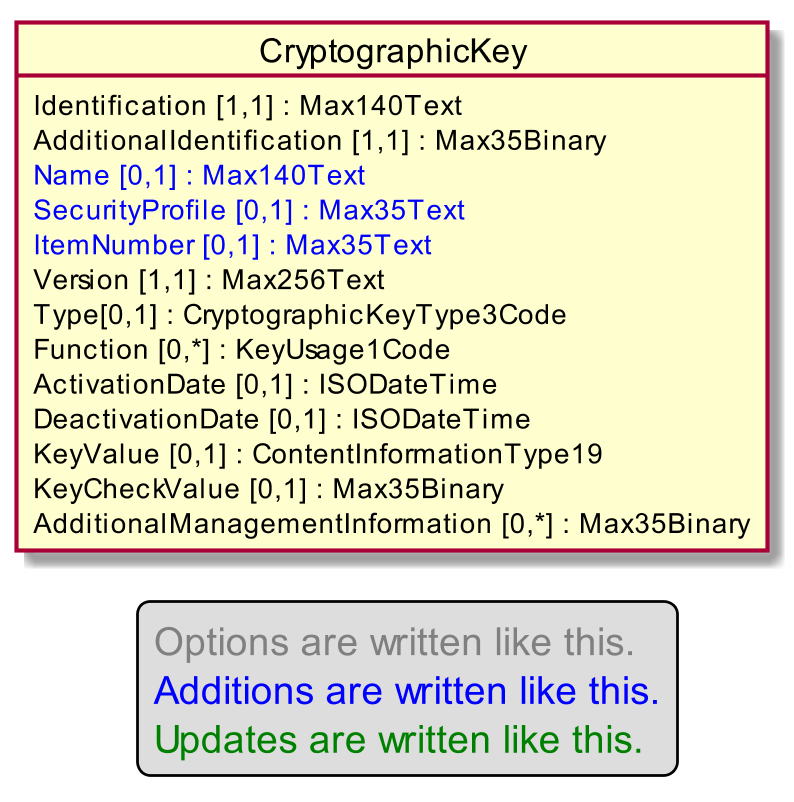 CryptographicKey
Identification [1,1] : Max140Text
AdditionalIdentification [1,1] : Max35Binary
Name [0,1] : Max140Text
SecurityProfile [0,1] : Max35Text
ItemNumber [0,1] : Max35Text
Version [1,1] : Max256Text
Type[0,1] : CryptographicKeyType3Code
Function [0,*] : KeyUsage1Code
ActivationDate [0,1] : ISODateTime
DeactivationDate [0,1] : ISODateTime
KeyValue [0,1] : ContentInformationType19
KeyCheckValue [0,1] : Max35Binary
AdditionalManagementInformation [0,*] : Max35Binary
Options are written like this.
Additions are written like this.
Updates are written like this.